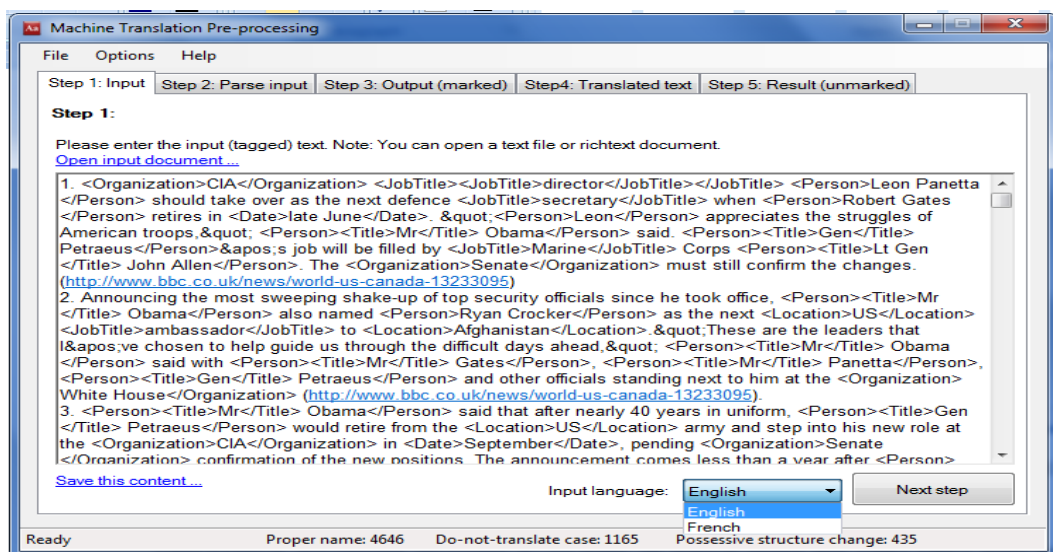 Machine Translation Pre-processing
File Options Help
Step 1: Input Step 2: Parse input Step 3: Output (marked) Step4: Translated text Step 5: Result (unmarked)
Step 1:
Please enter the input (tagged) text. Note: You can open a text file or richtext document.
Open input document ...
1. <Organization>CIA</Organization> <JobTitle><JobTitle>director</JobTitle></JobTitle> <Person>Leon Panetta
</Person> should take over as the next defence <JobTitle>secretary</JobTitle> when <Person>Robert Gates
</Person> retires in <Date>late June</Date>. &quot;<Person>Leon</Person> appreciates the struggles of
American troops,&quot; <Person><Title>Mr</Title> Obama</Person> said. <Person><Title>Gen</Title>
Petraeus</Person>&apos;s job will be filled by <JobTitle>Marine</JobTitle> Corps <Person><Title>Lt Gen
</Title> John Allen</Person>. The <Organization>Senate</Organization> must still confirm the changes.
(http://www.bbc.co.uk/news/world-us-canada-13233095)
2. Announcing the most sweeping shake-up of top security officials since he took office, <Person><Title>Mr
</Title> Obama</Person> also named <Person>Ryan Crocker</Person> as the next <Location>US</Location>
<JobTitle>ambassador</JobTitle> to <Location>Afghanistan</Location>.&quot;These are the leaders that
I&apos;ve chosen to help guide us through the difficult days ahead,&quot; <Person><Title>Mr</Title> Obama
</Person> said with <Person><Title>Mr</Title> Gates</Person>, <Person><Title>Mr</Title> Panetta</Person>,
<Person><Title>Gen</Title> Petraeus</Person> and other officials standing next to him at the <Organization>
White House</Organization> (http://www.bbc.co.uk/news/world-us-canada-13233095).
3. <Person><Title>Mr</Title> Obama</Person> said that after nearly 40 years in uniform, <Person><Title>Gen
</Title> Petraeus</Person> would retire from the <Location>US</Location> army and step into his new role at
the <Organization>CIA</Organization> in <Date>September</Date>, pending <Organization>Senate
</Organization> confirmation of the new positions. The announcement comes less than a year after <Person>
Save this content ...
Input language: English Next step
English
French
Ready Proper name: 4646 Do-not-translate case: 1165 Possessive structure change: 435